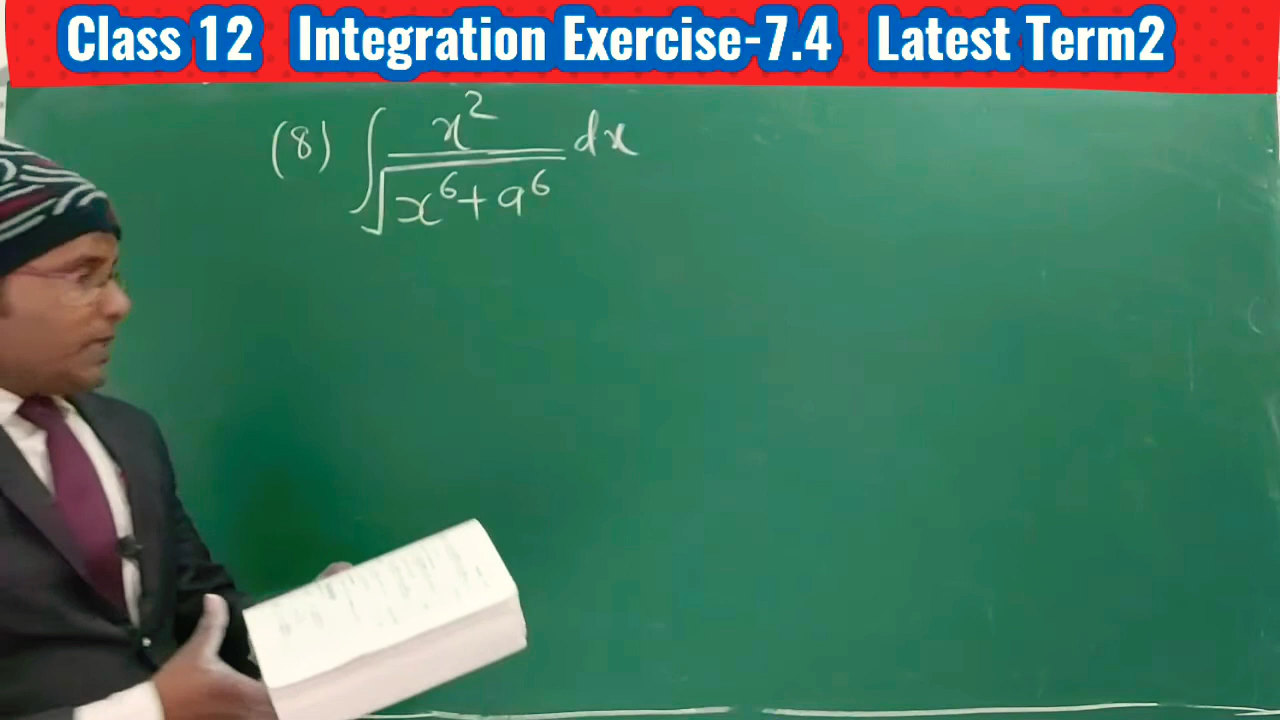 Class 12 Integration Exercise-7.4 Latest Term2
(8) ∫ x²/√(x⁶+a⁶) dx